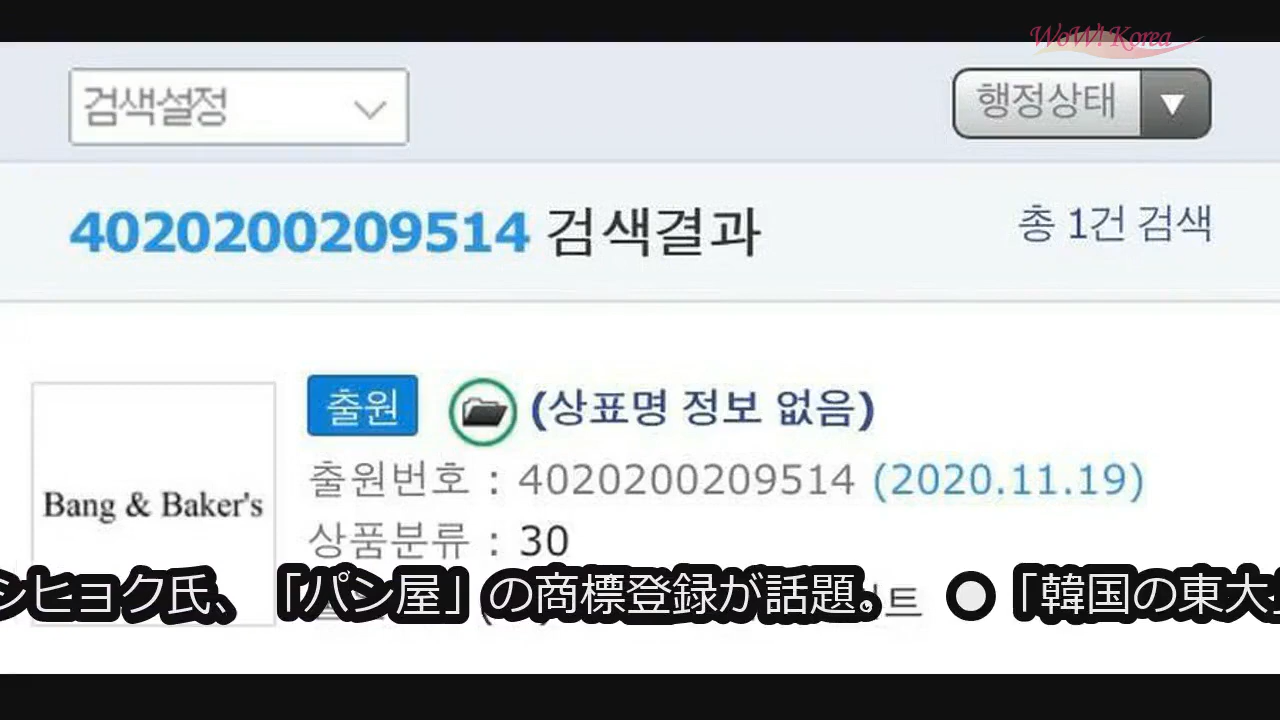 WoW! Korea
검색설정
행정상태
4020200209514 검색결과
총 1건 검색
Bang & Baker's
출원
(상표명 정보 없음)
출원번호 : 4020200209514 (2020.11.19)
상품분류 : 30
シヒョク氏、「パン屋」の商標登録が話題。 ○「韓国の東大